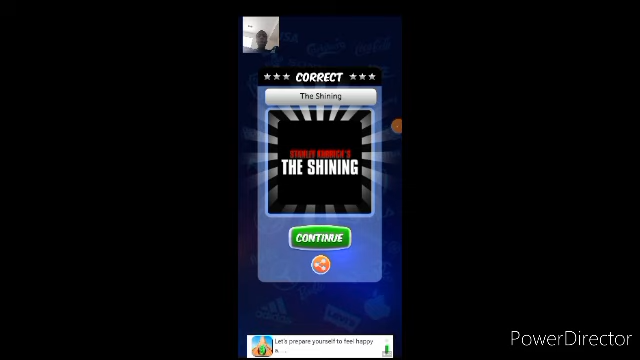 CORRECT
The Shining
STANLEY KUBRICK'S
THE SHINING
CONTINUE
Let's prepare yourself to feel happy
PowerDirector